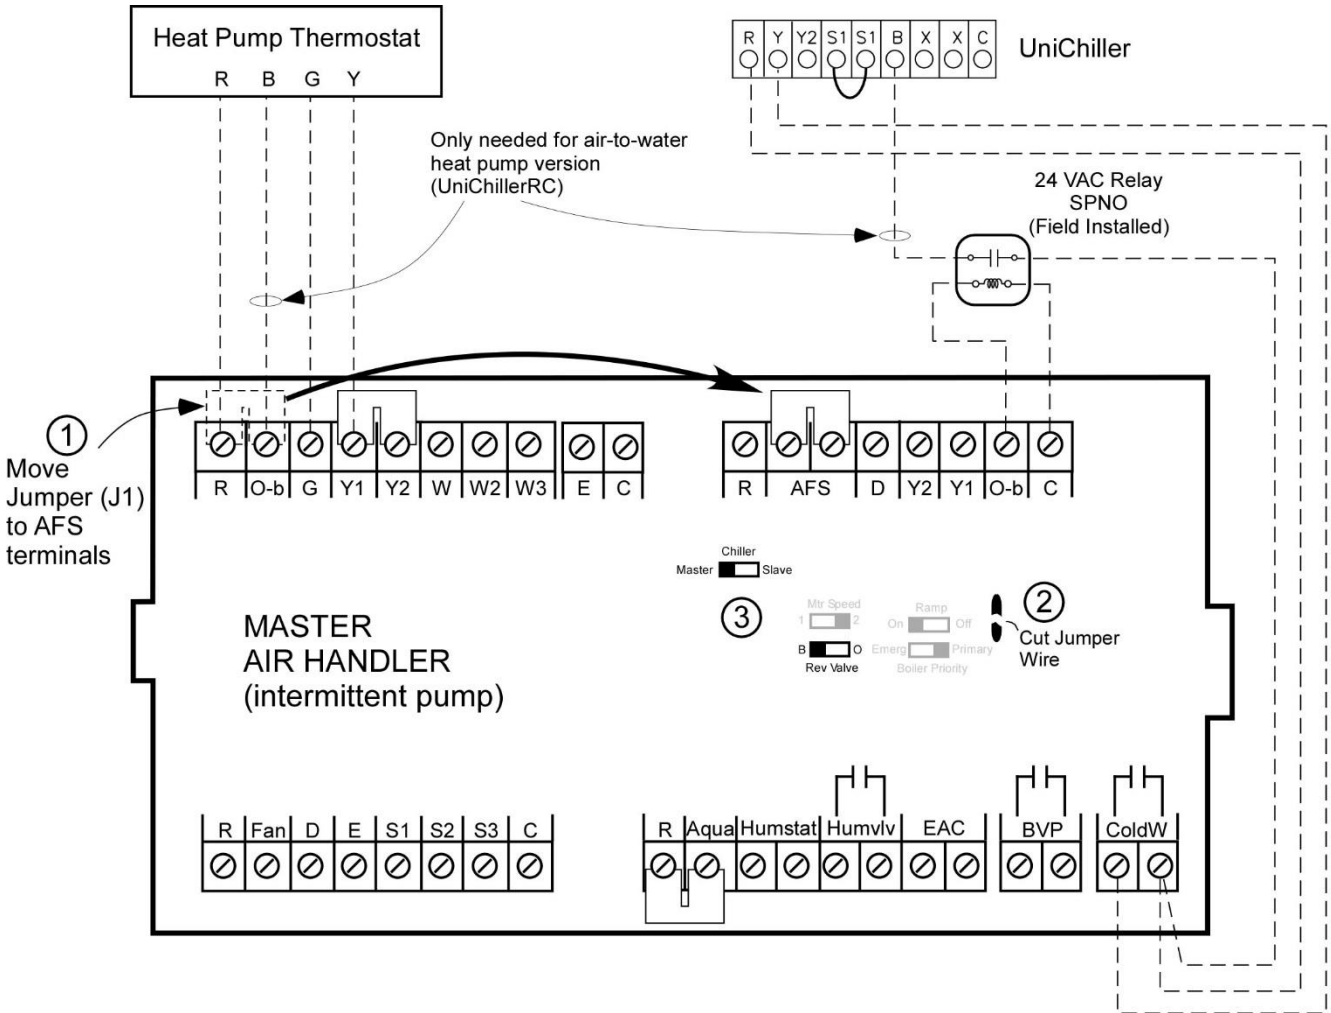 Heat Pump Thermostat
R B G Y
R Y Y2 S1 S1 B X X C
UniChiller
Only needed for air-to-water
heat pump version
(UniChillerRC)
24 VAC Relay
SPNO
(Field Installed)
1
Move
Jumper (J1)
to AFS
terminals
R O-b G Y1 Y2 W W2 W3 E C
R AFS D Y2 Y1 O-b C
Chiller
Master Slave
3
Mtr Speed
1 2
Ramp
On Off
B O
Rev Valve
Emerg Primary
Boiler Priority
2
Cut Jumper
Wire
MASTER
AIR HANDLER
(intermittent pump)
R Fan D E S1 S2 S3 C
R Aqua Humstat Humvlv EAC BVP ColdW